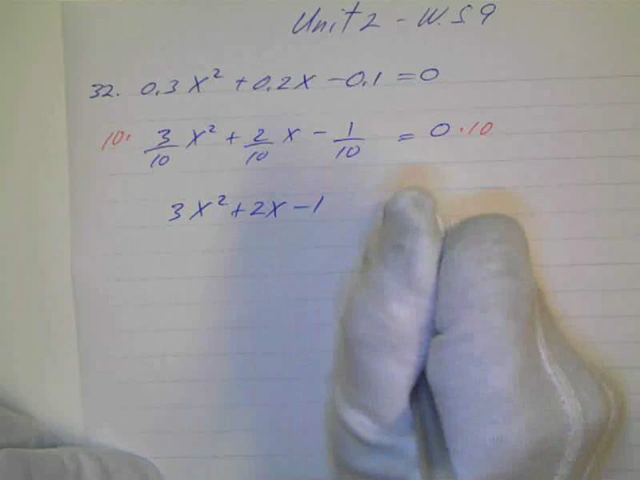 Unit 2 - W.S 9
32. 0.3x² + 0.2x - 0.1 = 0
10· 3/10 x² + 2/10 x - 1/10 = 0 · 10
3x² + 2x - 1